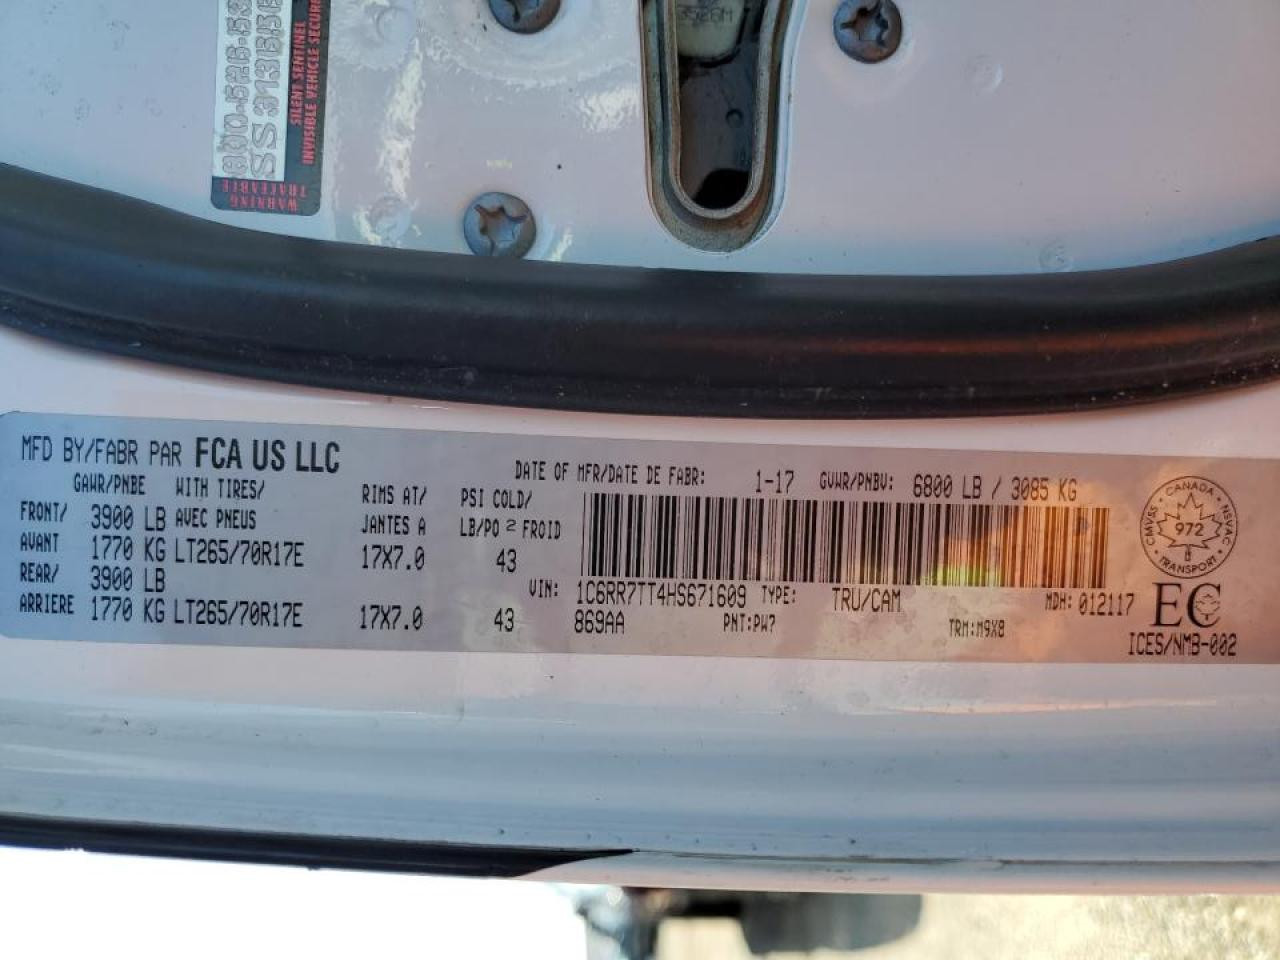 SILENT SENTINEL
INVISIBLE VEHICLE SECURI
WARNING
TRACEABLE
MFD BY/FABR PAR FCA US LLC
DATE OF MFR/DATE DE FABR: 1-17 GVWR/PNBV: 6800 LB / 3085 KG
GAWR/PNBE WITH TIRES/ RIMS AT/ PSI COLD/
FRONT/ 3900 LB AVEC PNEUS JANTES A LB/PO 2 FROID
AVANT 1770 KG LT265/70R17E 17X7.0 43
REAR/ 3900 LB
VIN: 1C6RR7TT4HS671609 TYPE: TRU/CAM MDH: 012117
ARRIERE 1770 KG LT265/70R17E 17X7.0 43
869AA PNT:PW7 TRM:M9X8
CANADA
CMVSS 972 NSVAC
TRANSPORT
EC
ICES/NMB-002